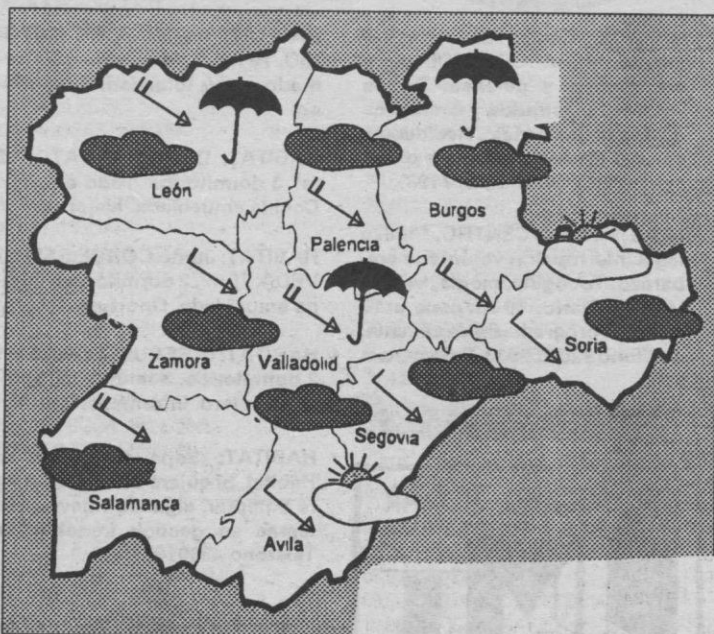 León
Burgos
Palencia
Zamora
Valladolid
Soria
Segovia
Salamanca
Avila